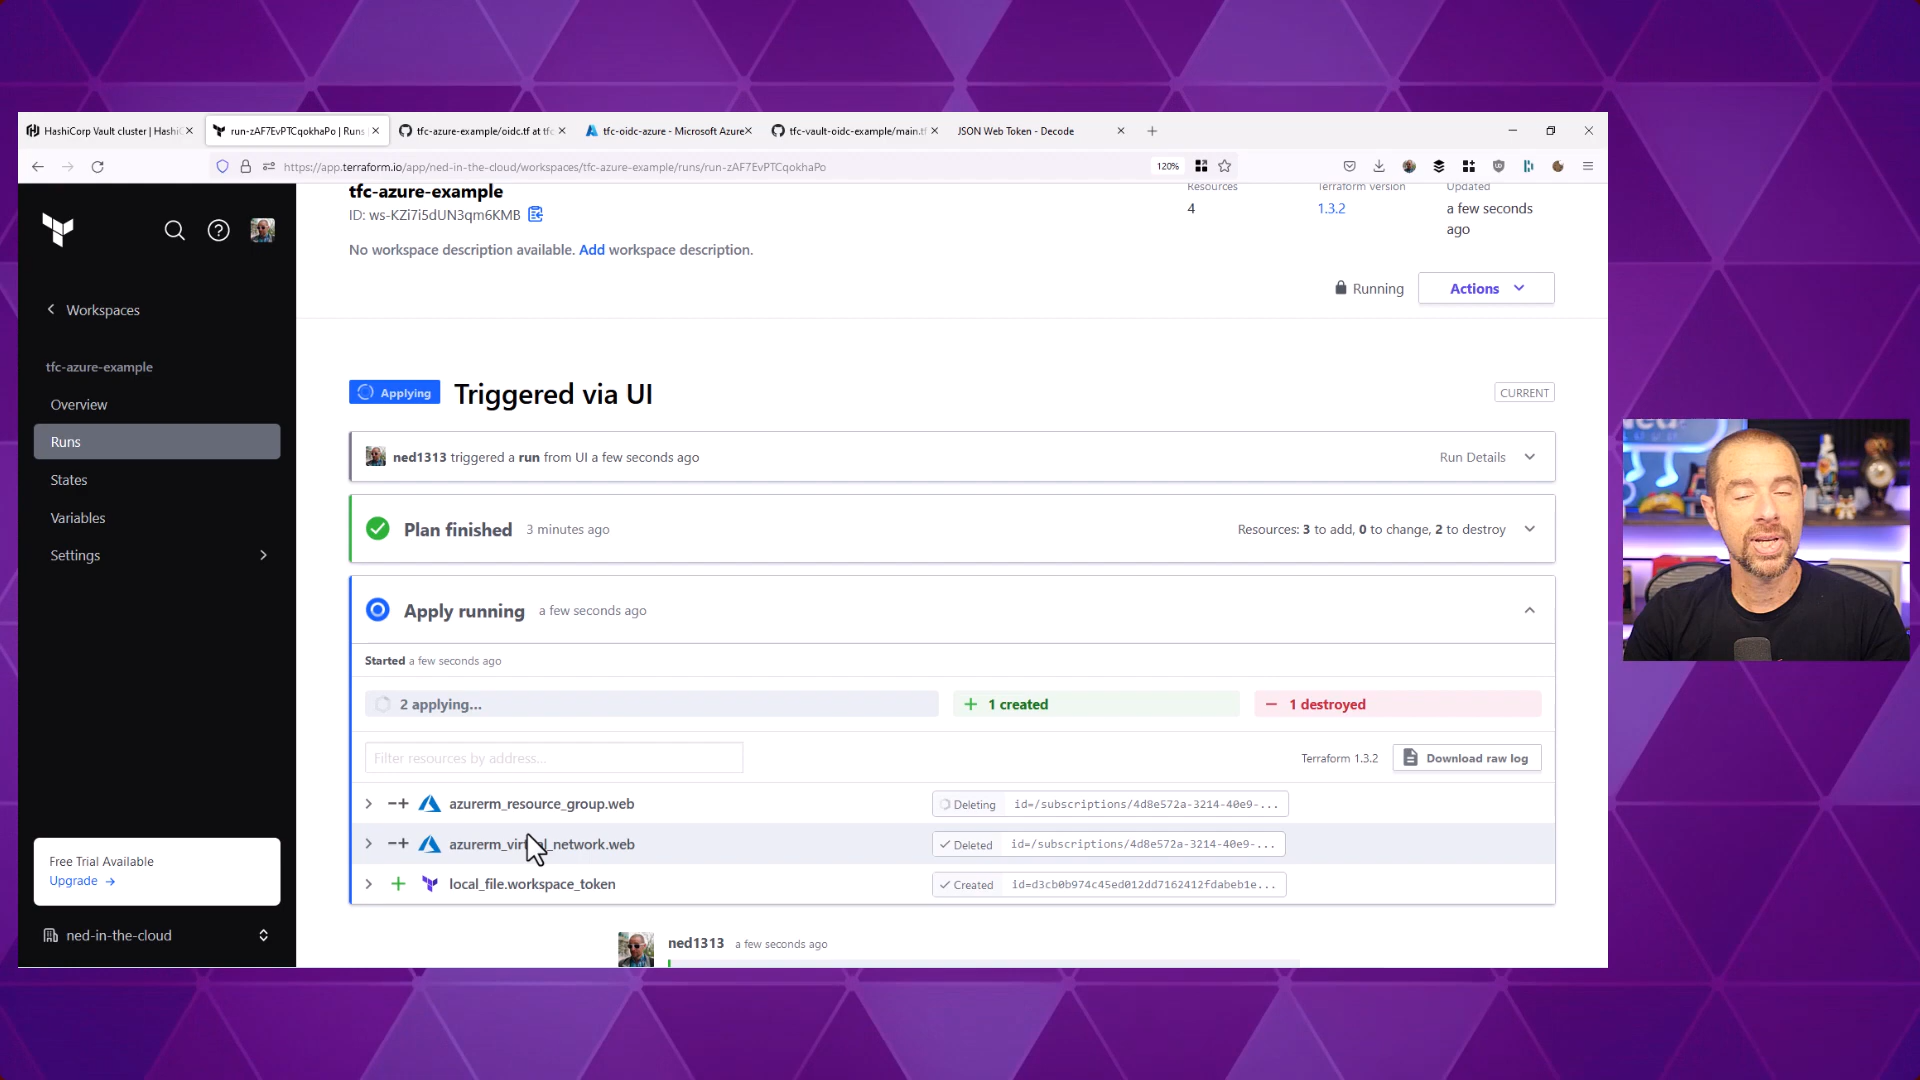 HashiCorp Vault cluster | HashiC
run-zAF7EvPTCqokhaPo | Runs
tfc-azure-example/oidc.tf at tfc
tfc-oidc-azure - Microsoft Azure
tfc-vault-oidc-example/main.tf
JSON Web Token - Decode
https://app.terraform.io/app/ned-in-the-cloud/workspaces/tfc-azure-example/runs/run-zAF7EvPTCqokhaPo
120%
tfc-azure-example
ID: ws-KZi7i5dUN3qm6KMB
No workspace description available. Add workspace description.
Resources
4
Terraform version
1.3.2
Updated
a few seconds
ago
Running
Actions
Workspaces
tfc-azure-example
Overview
Runs
States
Variables
Settings
Free Trial Available
Upgrade →
ned-in-the-cloud
Applying
Triggered via UI
CURRENT
ned1313 triggered a run from UI a few seconds ago
Run Details
Plan finished 3 minutes ago
Resources: 3 to add, 0 to change, 2 to destroy
Apply running a few seconds ago
Started a few seconds ago
2 applying...
+ 1 created
− 1 destroyed
Filter resources by address...
Terraform 1.3.2
Download raw log
azurerm_resource_group.web
Deleting id=/subscriptions/4d8e572a-3214-40e9-...
azurerm_virtual_network.web
Deleted id=/subscriptions/4d8e572a-3214-40e9-...
local_file.workspace_token
Created id=d3cb0b974c45ed012dd7162412fdabeb1e...
ned1313 a few seconds ago